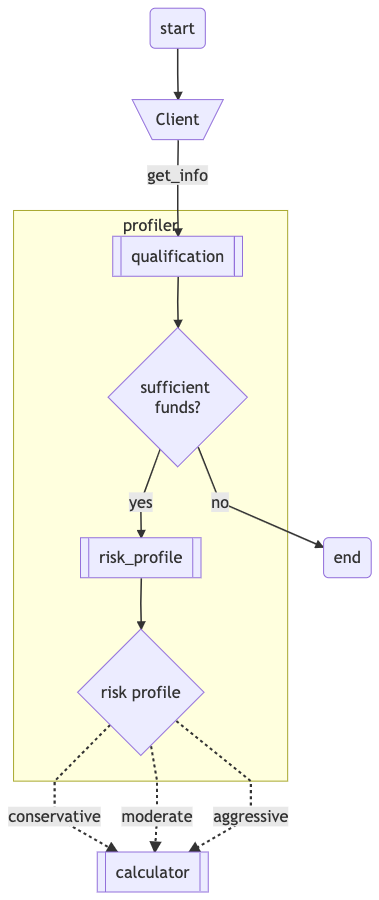 start
Client
get_info
profiler
qualification
sufficient
funds?
yes
no
risk_profile
end
risk profile
conservative
moderate
aggressive
calculator